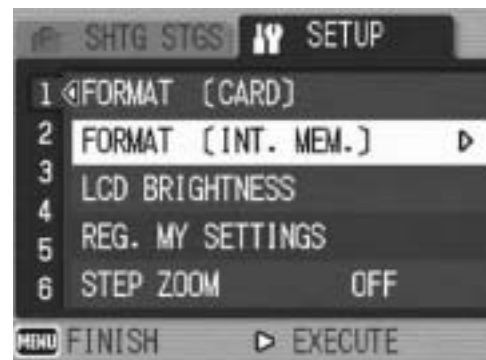 SHTG STGS SETUP
1 FORMAT [CARD]
2 FORMAT [INT. MEM.]
3 LCD BRIGHTNESS
4
5 REG. MY SETTINGS
6 STEP ZOOM OFF
MENU FINISH EXECUTE